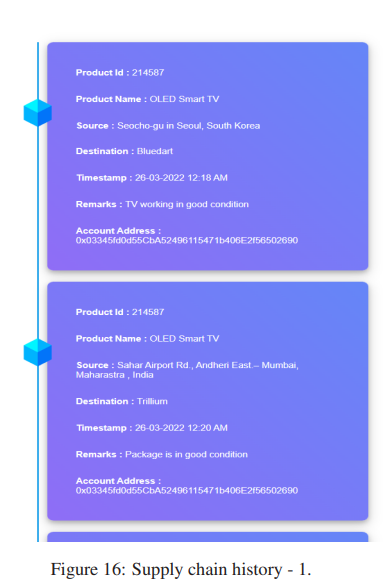 Product Id : 214587
Product Name : OLED Smart TV
Source : Seocho-gu in Seoul, South Korea
Destination : Bluedart
Timestamp : 26-03-2022 12:18 AM
Remarks : TV working in good condition
Account Address :
0x03345fd0d55CbA52496115471b406E2f56502690
Product Id : 214587
Product Name : OLED Smart TV
Source : Sahar Airport Rd., Andheri East.– Mumbai,
Maharastra , India
Destination : Trillium
Timestamp : 26-03-2022 12:20 AM
Remarks : Package is in good condition
Account Address :
0x03345fd0d55CbA52496115471b406E2f56502690
Figure 16: Supply chain history - 1.